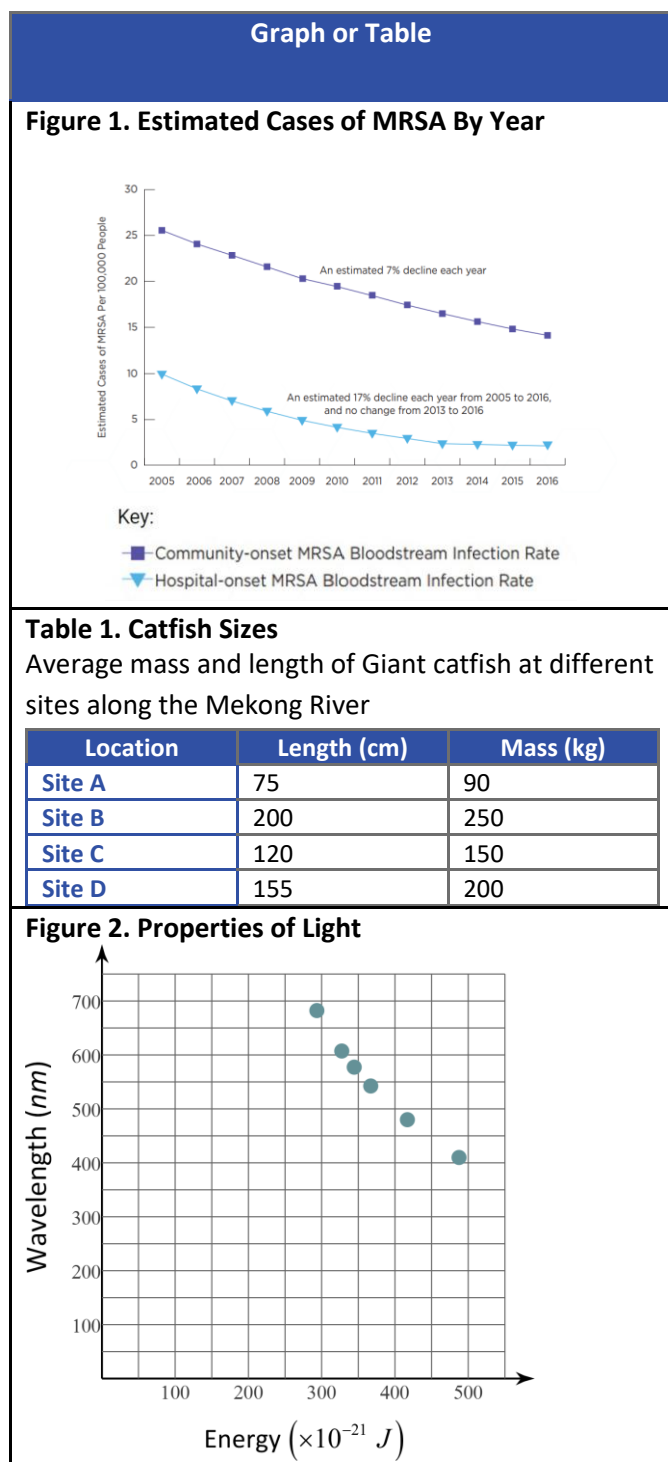 Graph or Table
Figure 1. Estimated Cases of MRSA By Year
Estimated Cases of MRSA Per 100,000 People
30
25
20
15
10
5
0
An estimated 7% decline each year
An estimated 17% decline each year from 2005 to 2016,
and no change from 2013 to 2016
2005 2006 2007 2008 2009 2010 2011 2012 2013 2014 2015 2016
Key:
Community-onset MRSA Bloodstream Infection Rate
Hospital-onset MRSA Bloodstream Infection Rate
Table 1. Catfish Sizes
Average mass and length of Giant catfish at different
sites along the Mekong River
Location Length (cm) Mass (kg)
Site A 75 90
Site B 200 250
Site C 120 150
Site D 155 200
Figure 2. Properties of Light
Wavelength (nm)
700
600
500
400
300
200
100
100 200 300 400 500
Energy (×10⁻²¹ J)